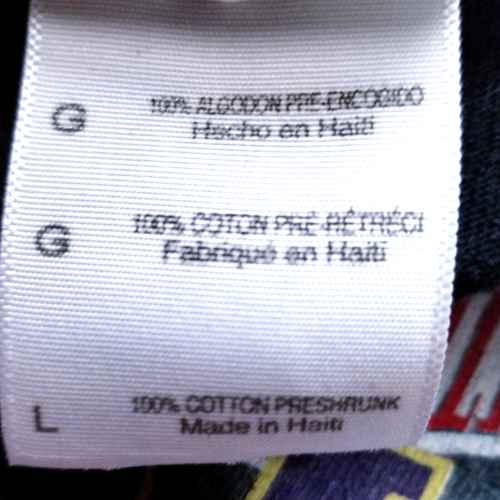 G 100% ALGODON PRE-ENCOGIDO
Hecho en Haiti
G 100% COTON PRÉ-RÉTRÉCI
Fabriqué en Haiti
L 100% COTTON PRESHRUNK
Made in Haiti